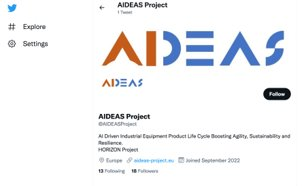 AIDEAS Project
1 Tweet
Explore
Settings
AIDEAS
AIDEAS
Follow
AIDEAS Project
@AIDEASProject
AI Driven Industrial Equipment Product Life Cycle Boosting Agility, Sustainability and
Resilience.
HORIZON Project
Europe aideas-project.eu Joined September 2022
13 Following 18 Followers